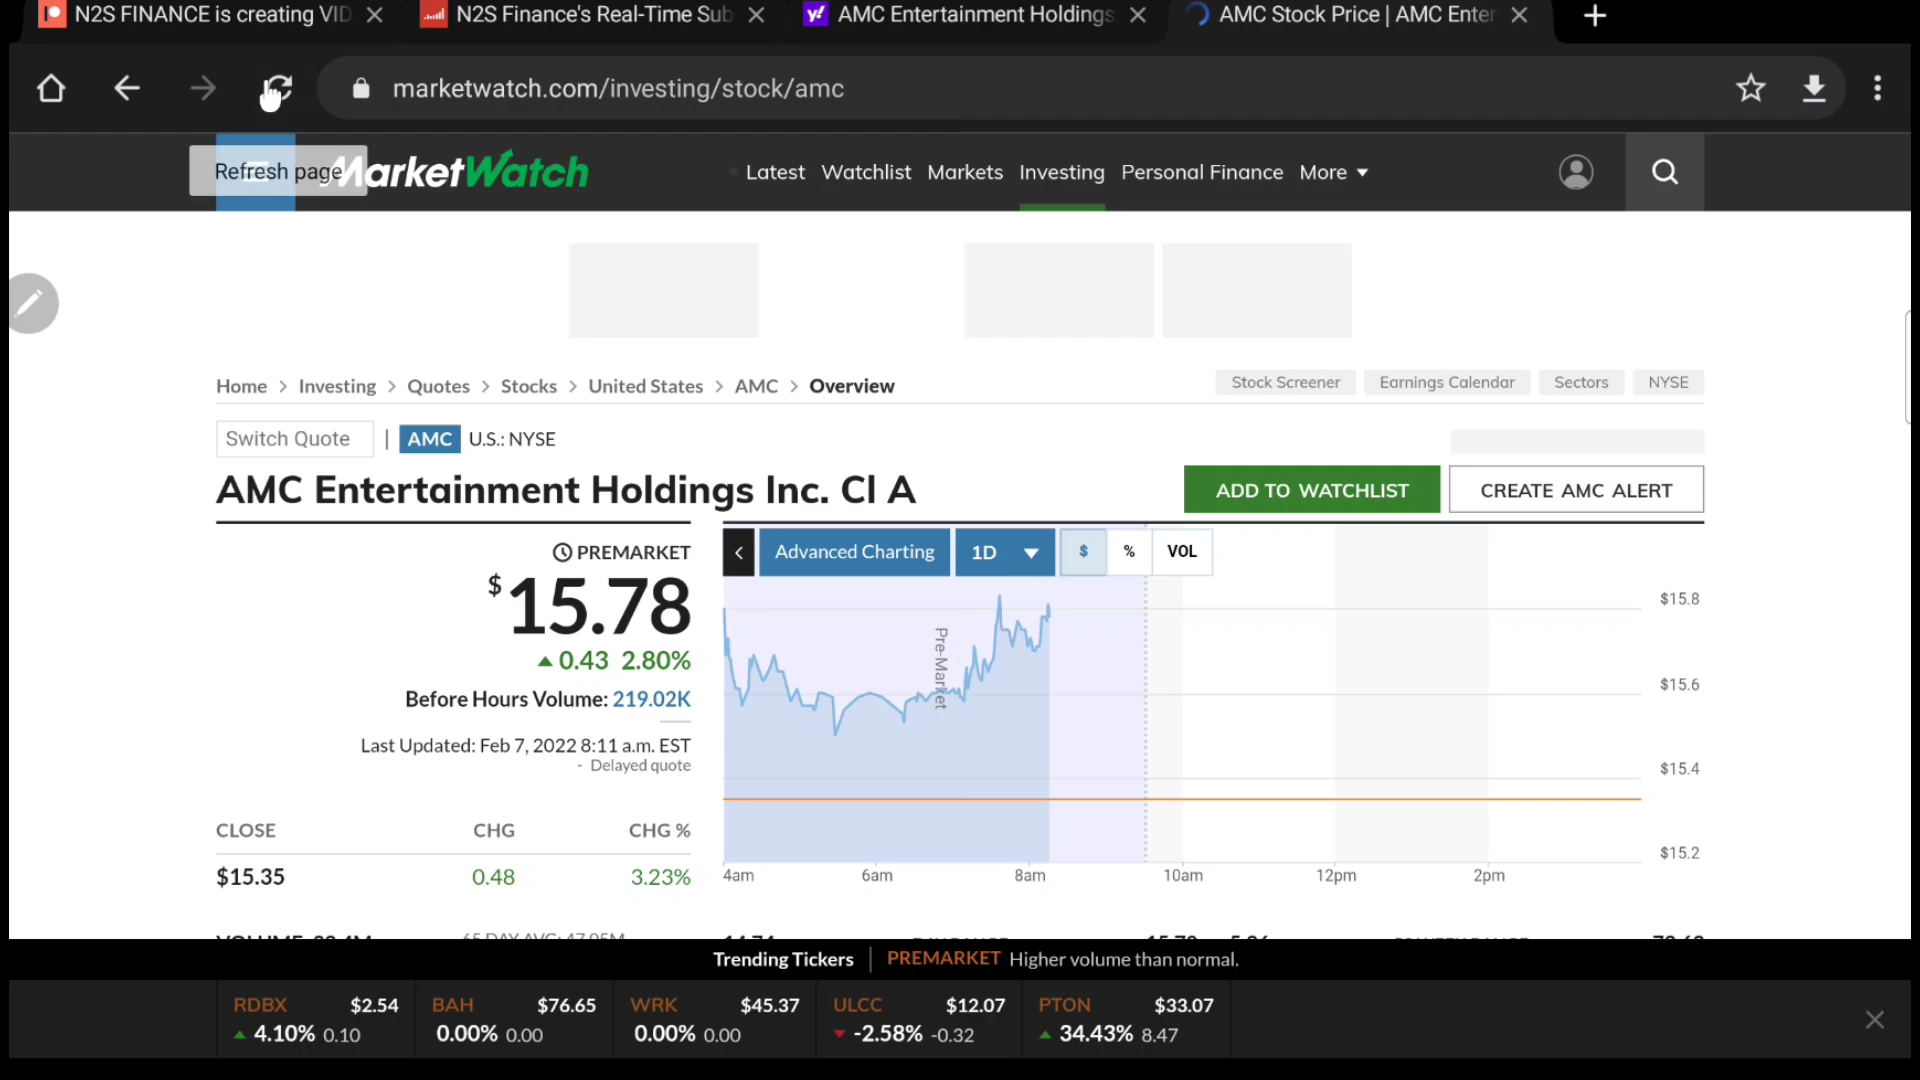 N2S FINANCE is creating VID
N2S Finance's Real-Time Sub
AMC Entertainment Holdings
AMC Stock Price | AMC Enter
marketwatch.com/investing/stock/amc
Refresh page
MarketWatch
Latest Watchlist Markets Investing Personal Finance More
Home > Investing > Quotes > Stocks > United States > AMC > Overview
Stock Screener Earnings Calendar Sectors NYSE
Switch Quote | AMC U.S.: NYSE
AMC Entertainment Holdings Inc. Cl A
ADD TO WATCHLIST CREATE AMC ALERT
PREMARKET
$15.78
0.43 2.80%
Before Hours Volume: 219.02K
Last Updated: Feb 7, 2022 8:11 a.m. EST
- Delayed quote
CLOSE CHG CHG %
$15.35 0.48 3.23%
Advanced Charting 1D $ % VOL
Pre-Market
$15.8
$15.6
$15.4
$15.2
4am 6am 8am 10am 12pm 2pm
Trending Tickers | PREMARKET Higher volume than normal.
RDBX $2.54 BAH $76.65 WRK $45.37 ULCC $12.07 PTON $33.07
4.10% 0.10 0.00% 0.00 0.00% 0.00 -2.58% -0.32 34.43% 8.47